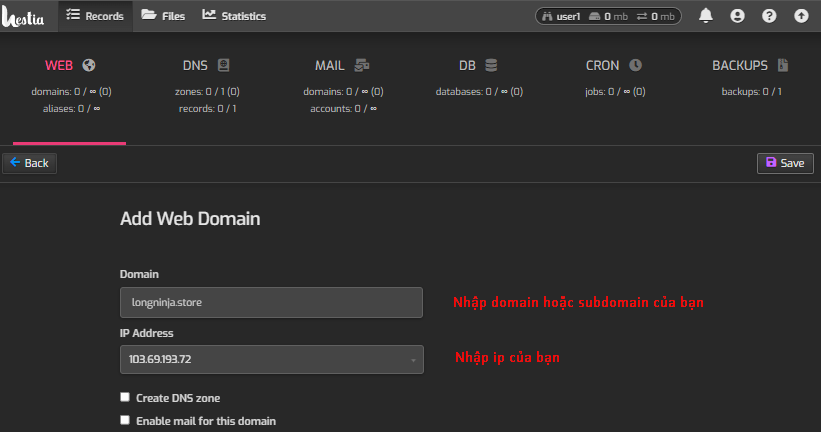 Hestia Records Files Statistics user1 0 mb 0 mb
WEB DNS MAIL DB CRON BACKUPS
domains: 0 / ∞ (0) zones: 0 / 1 (0) domains: 0 / ∞ (0) databases: 0 / ∞ (0) jobs: 0 / ∞ (0) backups: 0 / 1
aliases: 0 / ∞ records: 0 / 1 accounts: 0 / ∞
Back Save
Add Web Domain
Domain
longninja.store Nhập domain hoặc subdomain của bạn
IP Address
103.69.193.72 Nhập ip của bạn
Create DNS zone
Enable mail for this domain